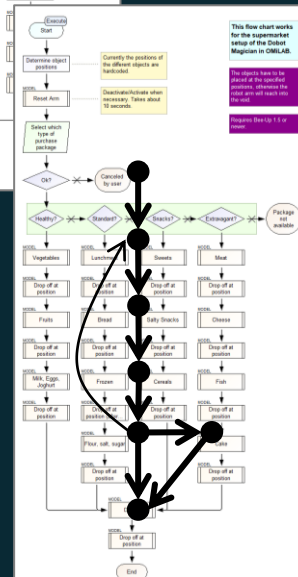 Execute
Start
This flow chart works
for the supermarket
setup of the Dobot
Magician in OMiLAB.
Determine object
positions
Currently the positions of
the different objects are
hardcoded.
The objects have to be
placed at the specified
positions, otherwise the
robot arm will reach into
the void.
MODEL
Reset Arm
Deactivate/Activate when
necessary. Takes about
10 seconds.
Requires Bee-Up 1.5 or
newer.
Select which
type of
purchase
package
Ok?
Canceled
by user
Healthy?
Standard?
Snacks?
Extravagant?
Package
not
available
MODEL
MODEL
MODEL
Vegetables
Sweets
Meat
MODEL
MODEL
MODEL
Drop off at
position
Drop off at
position
Drop off at
position
Drop off at
position
MODEL
MODEL
MODEL
Fruits
Bread
Salty Snacks
Cheese
MODEL
MODEL
MODEL
Drop off at
position
Drop off at
position
Drop off at
position
Drop off at
position
MODEL
MODEL
MODEL
Milk, Eggs,
Joghurt
Frozen
Cereals
Fish
MODEL
MODEL
MODEL
Drop off at
position
Drop off at
position
Drop off at
position
Drop off at
position
MODEL
MODEL
Flour, salt, sugar
Cake
MODEL
MODEL
Drop off at
position
Drop off at
position
MODEL
MODEL
Drop off at
position
End